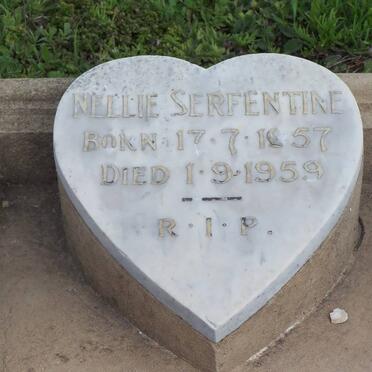 NELLIE SERPENTINE
BORN 17·7·1857
DIED 1·9·1959
R·I·P.